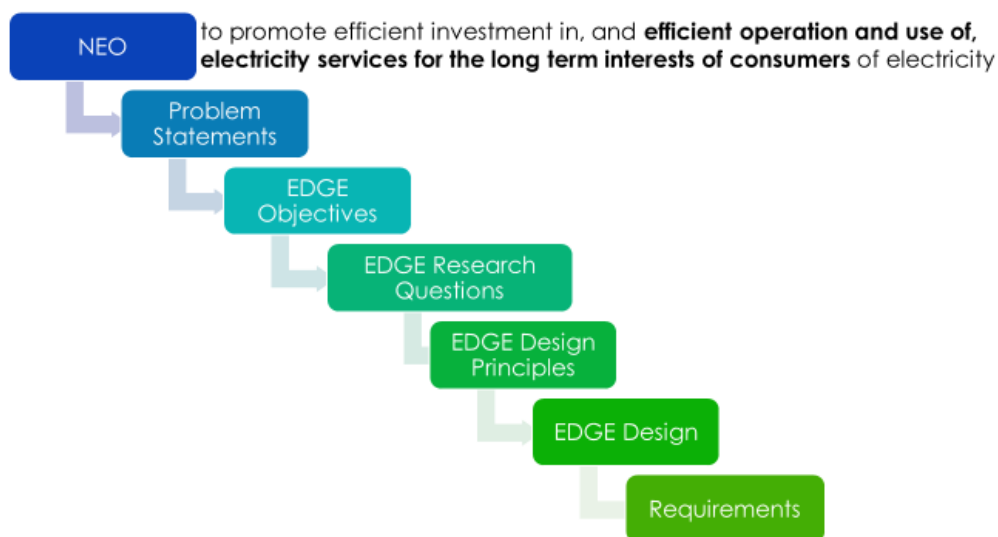 NEO
to promote efficient investment in, and efficient operation and use of,
electricity services for the long term interests of consumers of electricity
Problem
Statements
EDGE
Objectives
EDGE Research
Questions
EDGE Design
Principles
EDGE Design
Requirements